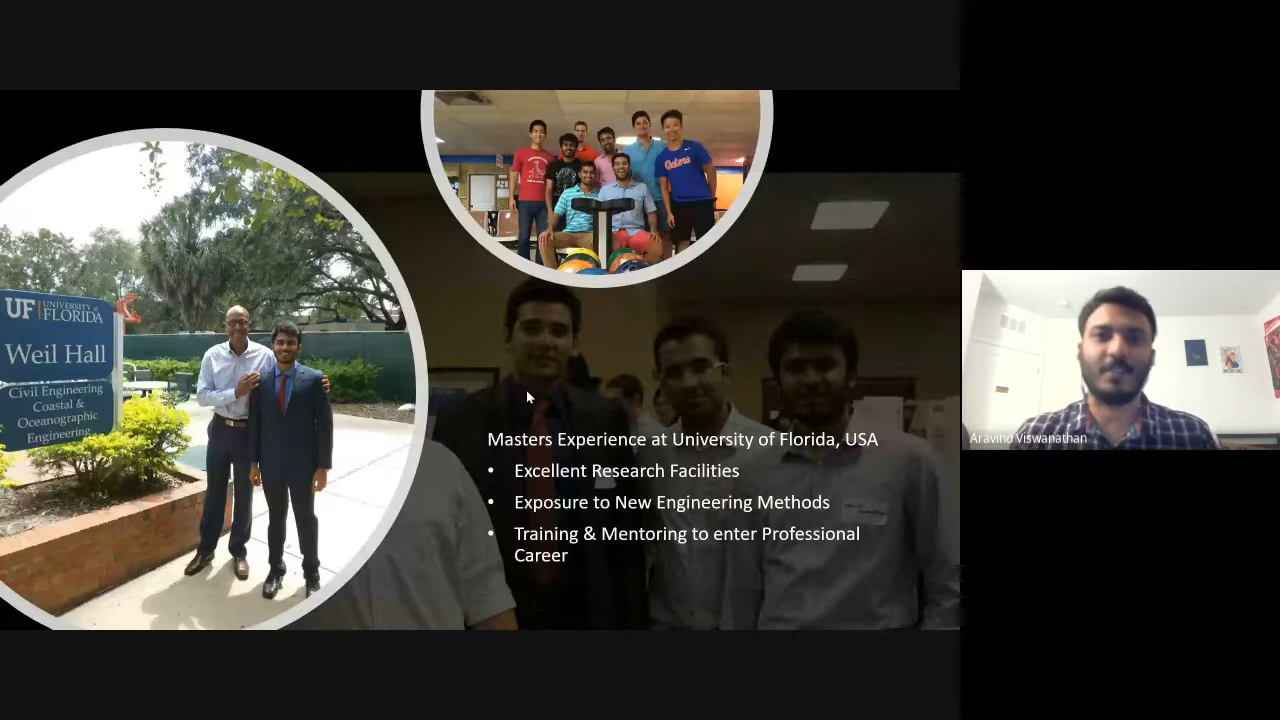 Gators
UF UNIVERSITY of
FLORIDA
Weil Hall
Civil Engineering
Coastal &
Oceanographic
Engineering
Masters Experience at University of Florida, USA
• Excellent Research Facilities
• Exposure to New Engineering Methods
• Training & Mentoring to enter Professional
Career
Aravind Viswanathan